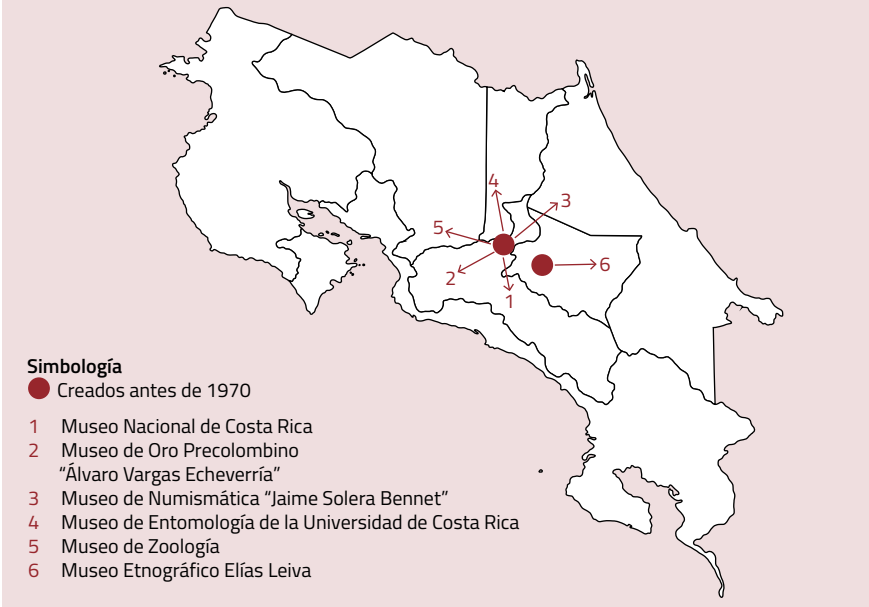 4
3
5
6
2
1
Simbología
Creados antes de 1970
1 Museo Nacional de Costa Rica
2 Museo de Oro Precolombino
“Álvaro Vargas Echeverría”
3 Museo de Numismática “Jaime Solera Bennet”
4 Museo de Entomología de la Universidad de Costa Rica
5 Museo de Zoología
6 Museo Etnográfico Elías Leiva